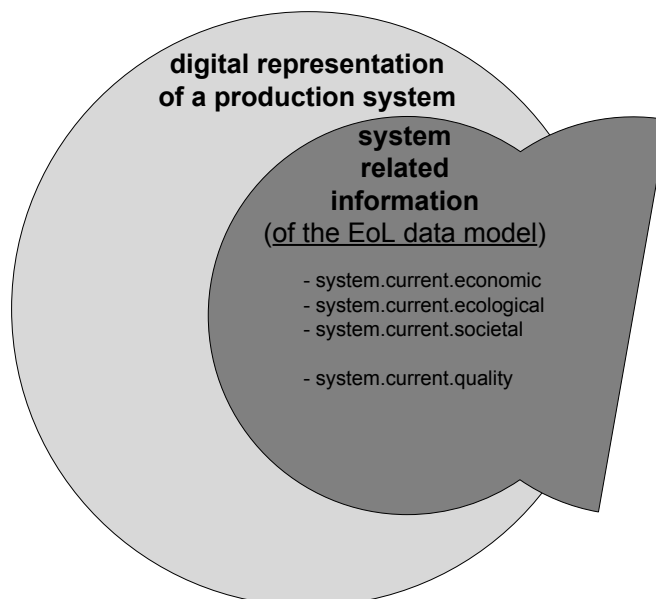 digital representation
of a production system
system
related
information
(of the EoL data model)
- system.current.economic
- system.current.ecological
- system.current.societal
- system.current.quality